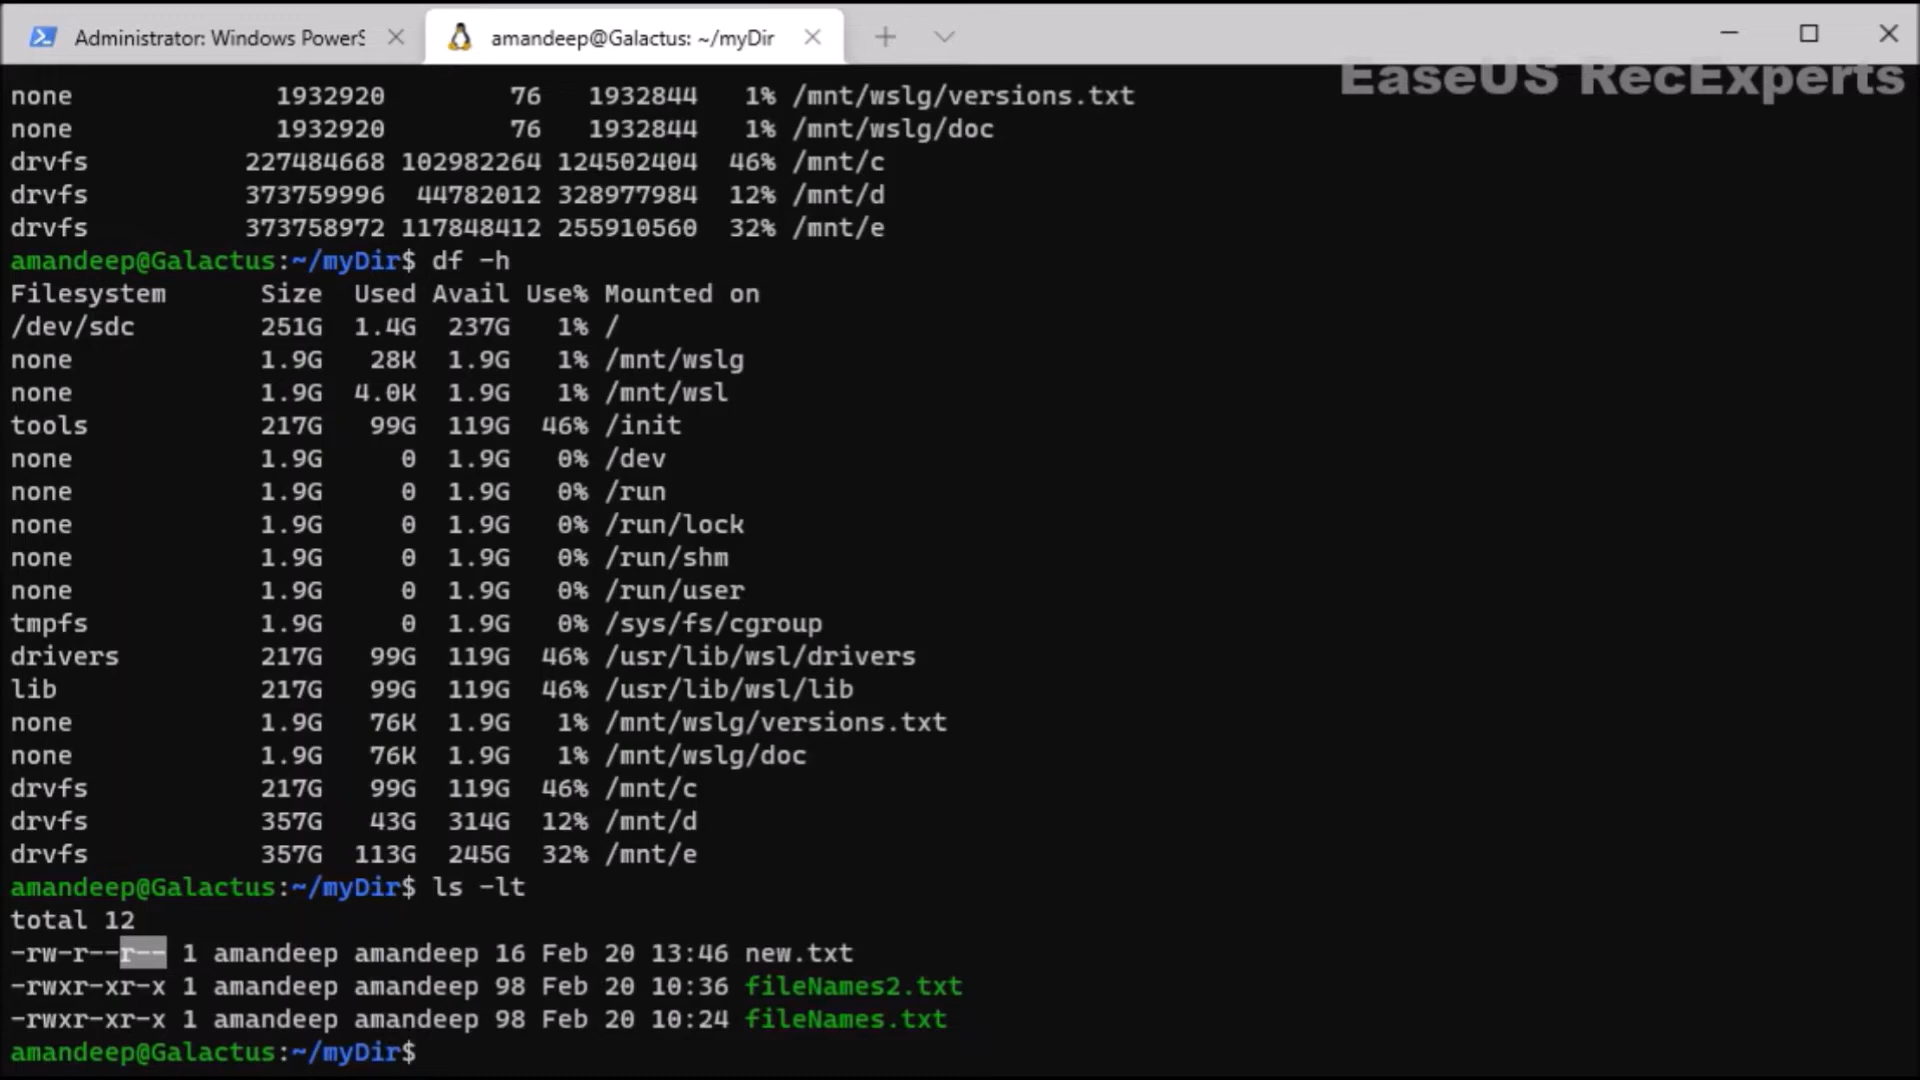 Administrator: Windows PowerS
amandeep@Galactus: ~/myDir
EaseUS RecExperts
none 1932920 76 1932844 1% /mnt/wslg/versions.txt
none 1932920 76 1932844 1% /mnt/wslg/doc
drvfs 227484668 102982264 124502404 46% /mnt/c
drvfs 373759996 44782012 328977984 12% /mnt/d
drvfs 373758972 117848412 255910560 32% /mnt/e
amandeep@Galactus:~/myDir$ df -h
Filesystem Size Used Avail Use% Mounted on
/dev/sdc 251G 1.4G 237G 1% /
none 1.9G 28K 1.9G 1% /mnt/wslg
none 1.9G 4.0K 1.9G 1% /mnt/wsl
tools 217G 99G 119G 46% /init
none 1.9G 0 1.9G 0% /dev
none 1.9G 0 1.9G 0% /run
none 1.9G 0 1.9G 0% /run/lock
none 1.9G 0 1.9G 0% /run/shm
none 1.9G 0 1.9G 0% /run/user
tmpfs 1.9G 0 1.9G 0% /sys/fs/cgroup
drivers 217G 99G 119G 46% /usr/lib/wsl/drivers
lib 217G 99G 119G 46% /usr/lib/wsl/lib
none 1.9G 76K 1.9G 1% /mnt/wslg/versions.txt
none 1.9G 76K 1.9G 1% /mnt/wslg/doc
drvfs 217G 99G 119G 46% /mnt/c
drvfs 357G 43G 314G 12% /mnt/d
drvfs 357G 113G 245G 32% /mnt/e
amandeep@Galactus:~/myDir$ ls -lt
total 12
-rw-r--r-- 1 amandeep amandeep 16 Feb 20 13:46 new.txt
-rwxr-xr-x 1 amandeep amandeep 98 Feb 20 10:36 fileNames2.txt
-rwxr-xr-x 1 amandeep amandeep 98 Feb 20 10:24 fileNames.txt
amandeep@Galactus:~/myDir$